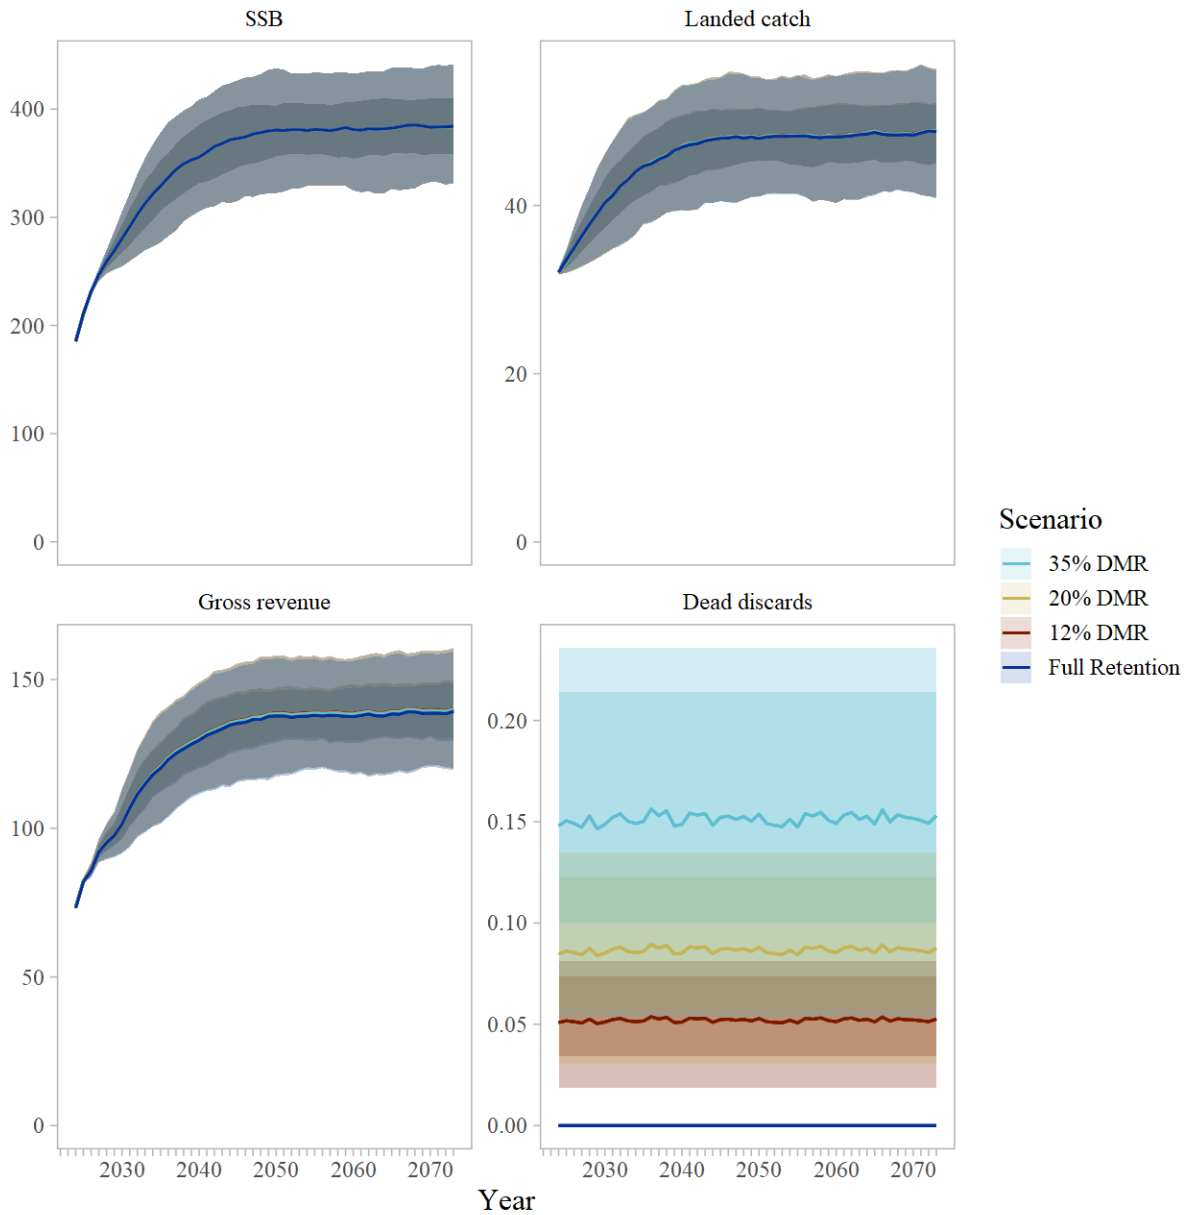 SSB
Landed catch
400
300
200
100
0
40
20
0
Gross revenue
Dead discards
150
100
50
0
0.20
0.15
0.10
0.05
0.00
2030 2040 2050 2060 2070
2030 2040 2050 2060 2070
Year
Scenario
35% DMR
20% DMR
12% DMR
Full Retention